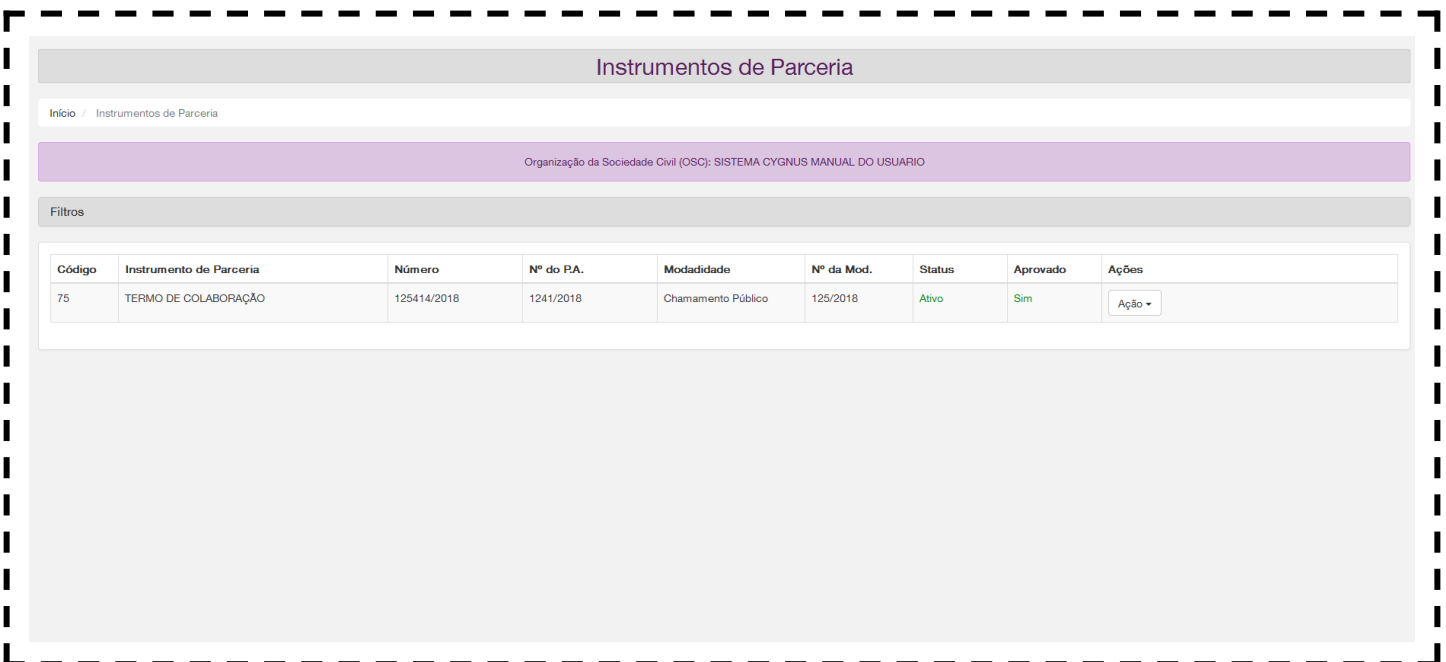 Instrumentos de Parceria
Início / Instrumentos de Parceria
Organização da Sociedade Civil (OSC): SISTEMA CYGNUS MANUAL DO USUARIO
Filtros
Código Instrumento de Parceria Número Nº do P.A. Modadidade Nº da Mod. Status Aprovado Ações
75 TERMO DE COLABORAÇÃO 125414/2018 1241/2018 Chamamento Público 125/2018 Ativo Sim Ação